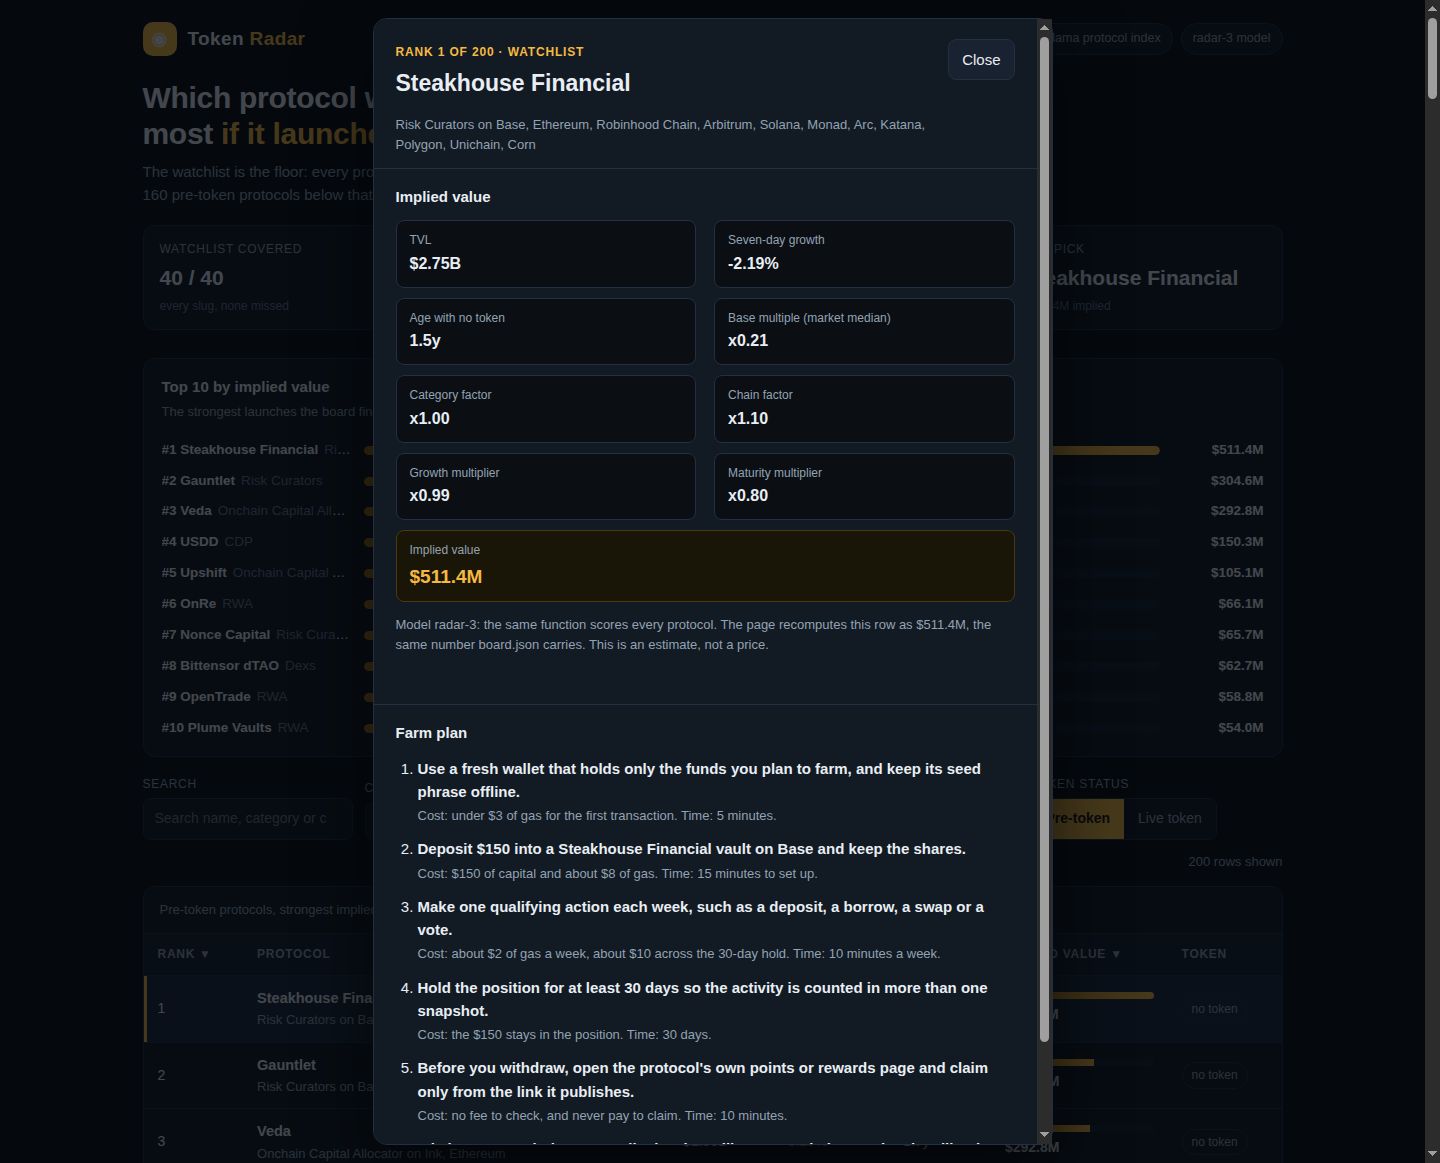 Token Radar
lama protocol index
radar-3 model
Which protocol w
most if it launche
The watchlist is the floor: every pro
160 pre-token protocols below that
WATCHLIST COVERED
40 / 40
every slug, none missed
PICK
eakhouse Financial
4M implied
RANK 1 OF 200 · WATCHLIST
Steakhouse Financial
Close
Risk Curators on Base, Ethereum, Robinhood Chain, Arbitrum, Solana, Monad, Arc, Katana,
Polygon, Unichain, Corn
Implied value
TVL
$2.75B
Seven-day growth
-2.19%
Age with no token
1.5y
Base multiple (market median)
x0.21
Category factor
x1.00
Chain factor
x1.10
Growth multiplier
x0.99
Maturity multiplier
x0.80
Implied value
$511.4M
Model radar-3: the same function scores every protocol. The page recomputes this row as $511.4M, the
same number board.json carries. This is an estimate, not a price.
Farm plan
1. Use a fresh wallet that holds only the funds you plan to farm, and keep its seed
phrase offline.
Cost: under $3 of gas for the first transaction. Time: 5 minutes.
2. Deposit $150 into a Steakhouse Financial vault on Base and keep the shares.
Cost: $150 of capital and about $8 of gas. Time: 15 minutes to set up.
3. Make one qualifying action each week, such as a deposit, a borrow, a swap or a
vote.
Cost: about $2 of gas a week, about $10 across the 30-day hold. Time: 10 minutes a week.
4. Hold the position for at least 30 days so the activity is counted in more than one
snapshot.
Cost: the $150 stays in the position. Time: 30 days.
5. Before you withdraw, open the protocol's own points or rewards page and claim
only from the link it publishes.
Cost: no fee to check, and never pay to claim. Time: 10 minutes.
Top 10 by implied value
The strongest launches the board fin
#1 Steakhouse Financial Ri… $511.4M
#2 Gauntlet Risk Curators $304.6M
#3 Veda Onchain Capital All… $292.8M
#4 USDD CDP $150.3M
#5 Upshift Onchain Capital … $105.1M
#6 OnRe RWA $66.1M
#7 Nonce Capital Risk Cura… $65.7M
#8 Bittensor dTAO Dexs $62.7M
#9 OpenTrade RWA $58.8M
#10 Plume Vaults RWA $54.0M
SEARCH
Search name, category or c
C
KEN STATUS
Pre-token
Live token
200 rows shown
Pre-token protocols, strongest implied
RANK ▼ PROTOCOL D VALUE ▼ TOKEN
1 Steakhouse Fina no token
Risk Curators on Ba M
2 Gauntlet no token
Risk Curators on Ba M
3 Veda no token
Onchain Capital Allocator on Ink, Ethereum $292.8M